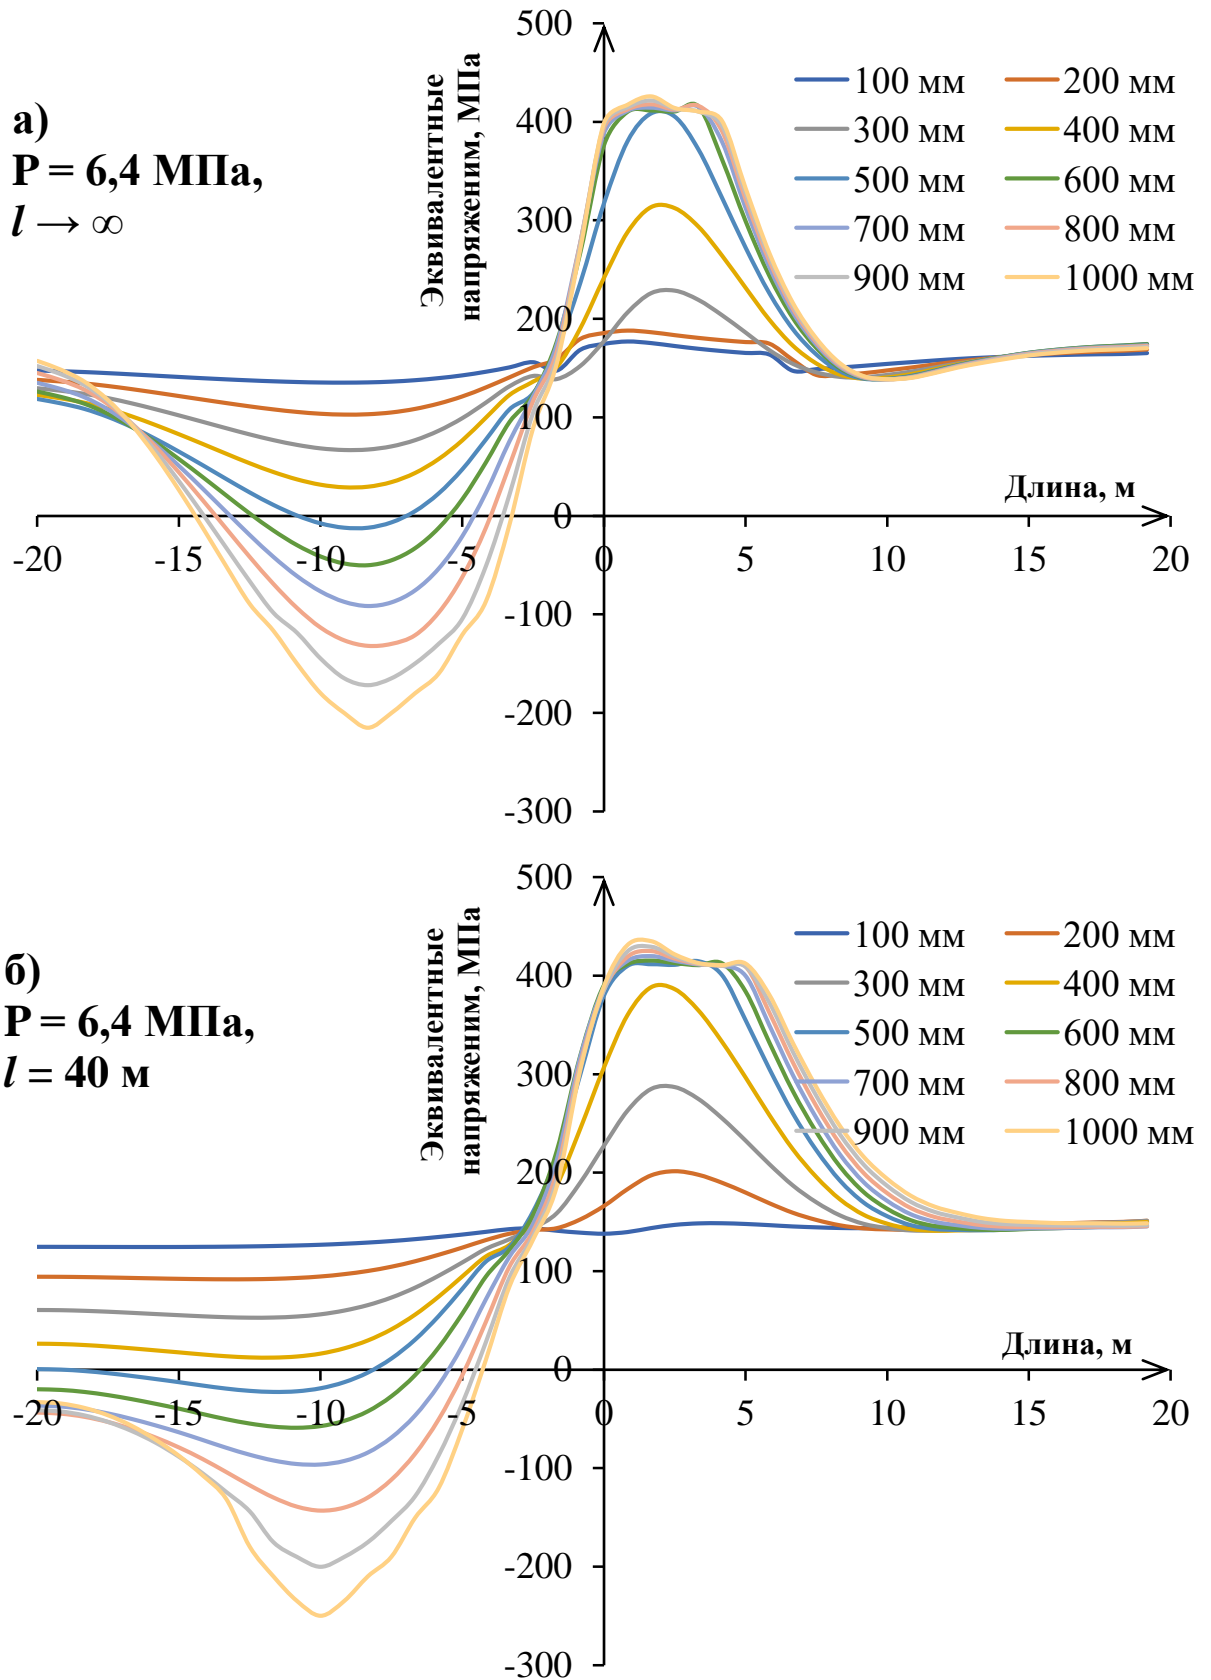 а)
P = 6,4 МПа,
l → ∞
Эквивалентные
напряженим, МПа
500
400
300
200
100
0
-100
-200
-300
100 мм
200 мм
300 мм
400 мм
500 мм
600 мм
700 мм
800 мм
900 мм
1000 мм
Длина, м
-20
-15
-10
-5
0
5
10
15
20
б)
P = 6,4 МПа,
l = 40 м
Эквивалентные
напряженим, МПа
500
400
300
200
100
0
-100
-200
-300
100 мм
200 мм
300 мм
400 мм
500 мм
600 мм
700 мм
800 мм
900 мм
1000 мм
Длина, м
-20
-15
-10
-5
0
5
10
15
20